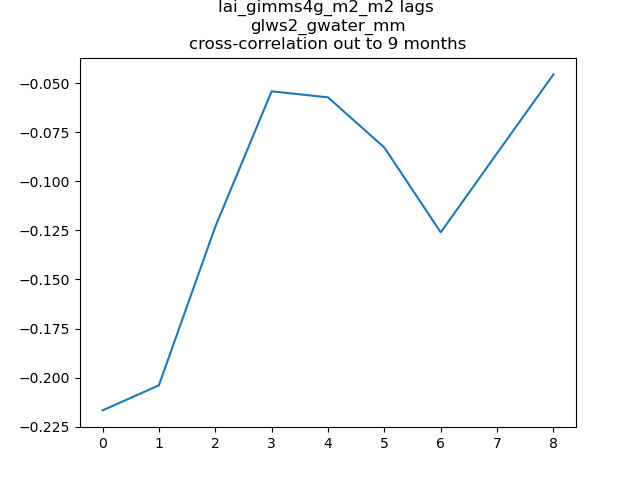 lai_gimms4g_m2_m2 lags
glws2_gwater_mm
cross-correlation out to 9 months
−0.050
−0.075
−0.100
−0.125
−0.150
−0.175
−0.200
−0.225
0 1 2 3 4 5 6 7 8